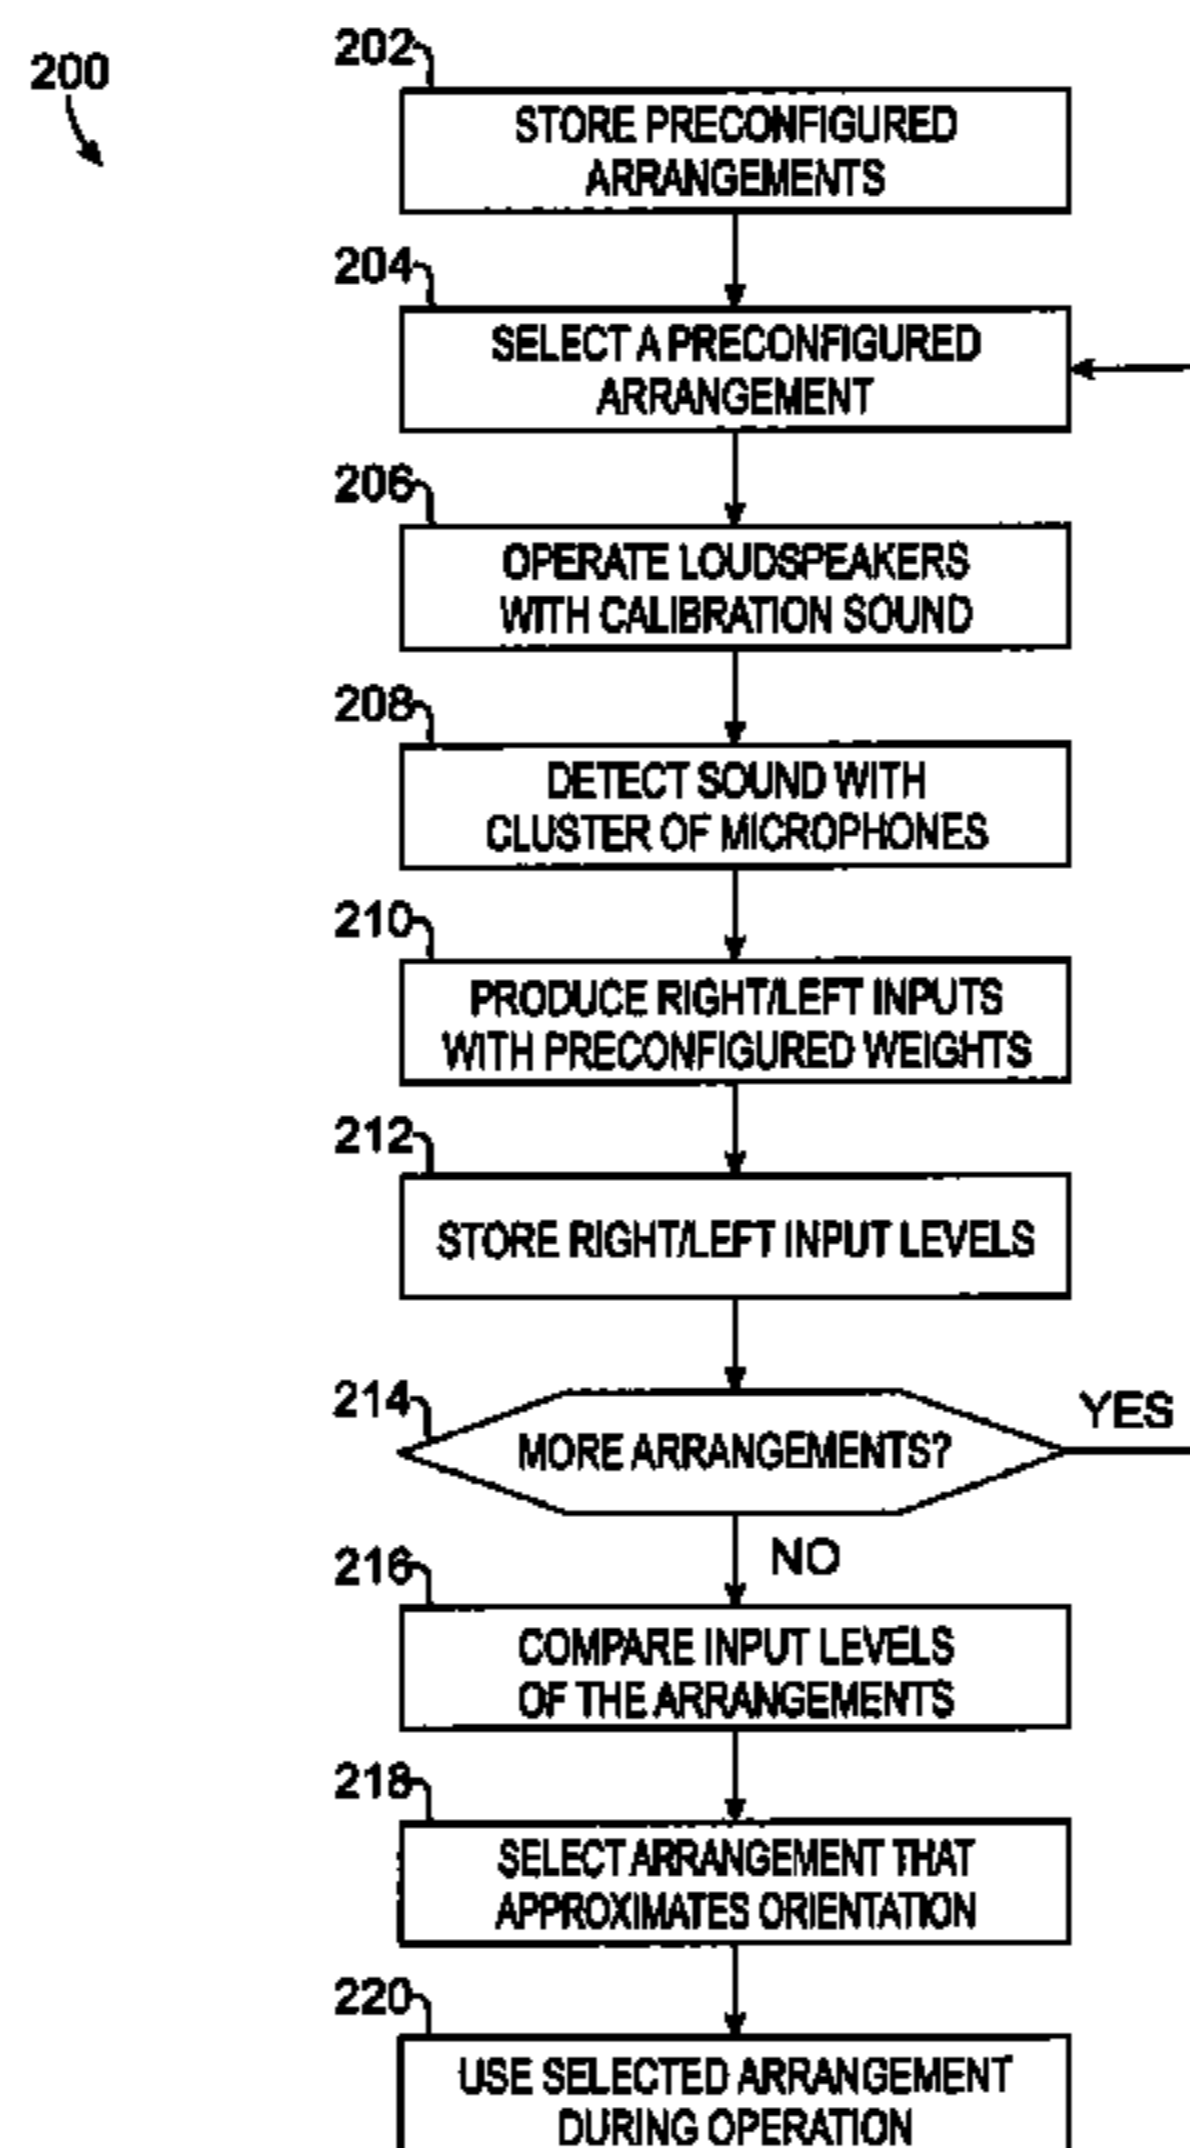 200
202
STORE PRECONFIGURED
ARRANGEMENTS
204
SELECT A PRECONFIGURED
ARRANGEMENT
206
OPERATE LOUDSPEAKERS
WITH CALIBRATION SOUND
208
DETECT SOUND WITH
CLUSTER OF MICROPHONES
210
PRODUCE RIGHT/LEFT INPUTS
WITH PRECONFIGURED WEIGHTS
212
STORE RIGHT/LEFT INPUT LEVELS
214
MORE ARRANGEMENTS?
YES
NO
216
COMPARE INPUT LEVELS
OF THE ARRANGEMENTS
218
SELECT ARRANGEMENT THAT
APPROXIMATES ORIENTATION
220
USE SELECTED ARRANGEMENT
DURING OPERATION